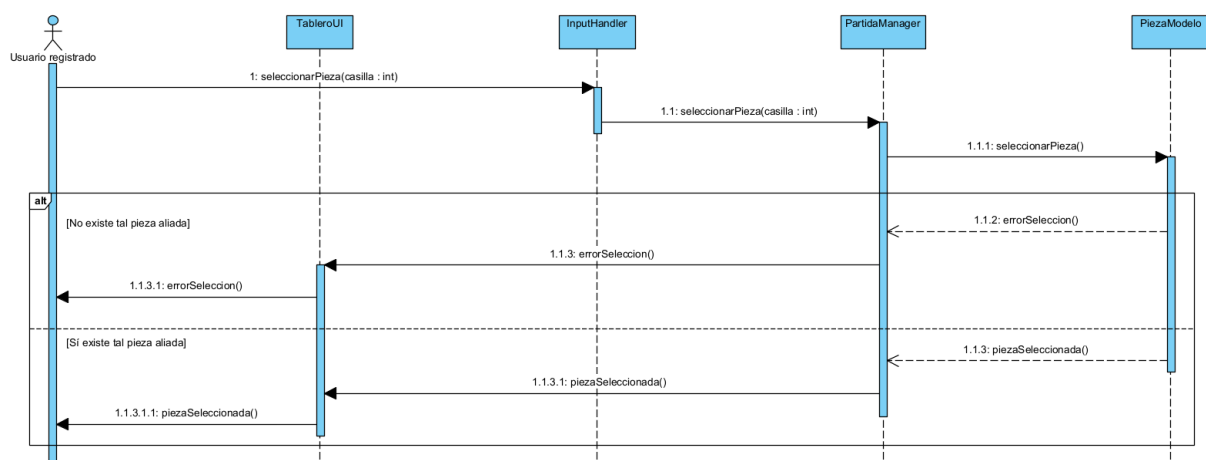 TableroUI
InputHandler
PartidaManager
PiezaModelo
Usuario registrado
1: seleccionarPieza(casilla : int)
1.1: seleccionarPieza(casilla : int)
1.1.1: seleccionarPieza()
alt
[No existe tal pieza aliada]
1.1.2: errorSeleccion()
1.1.3: errorSeleccion()
1.1.3.1: errorSeleccion()
[Sí existe tal pieza aliada]
1.1.3: piezaSeleccionada()
1.1.3.1: piezaSeleccionada()
1.1.3.1.1: piezaSeleccionada()